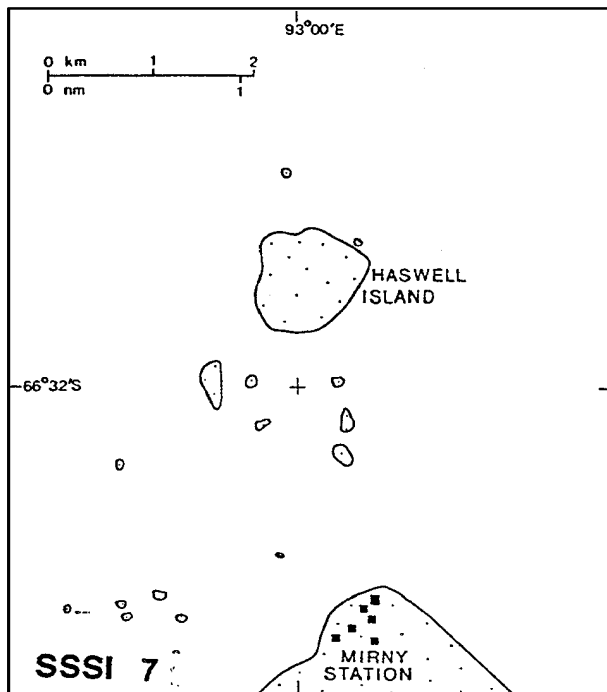 93°00'E
0 km 1 2
0 nm 1
HASWELL
ISLAND
66°32'S
MIRNY
STATION
SSSI 7